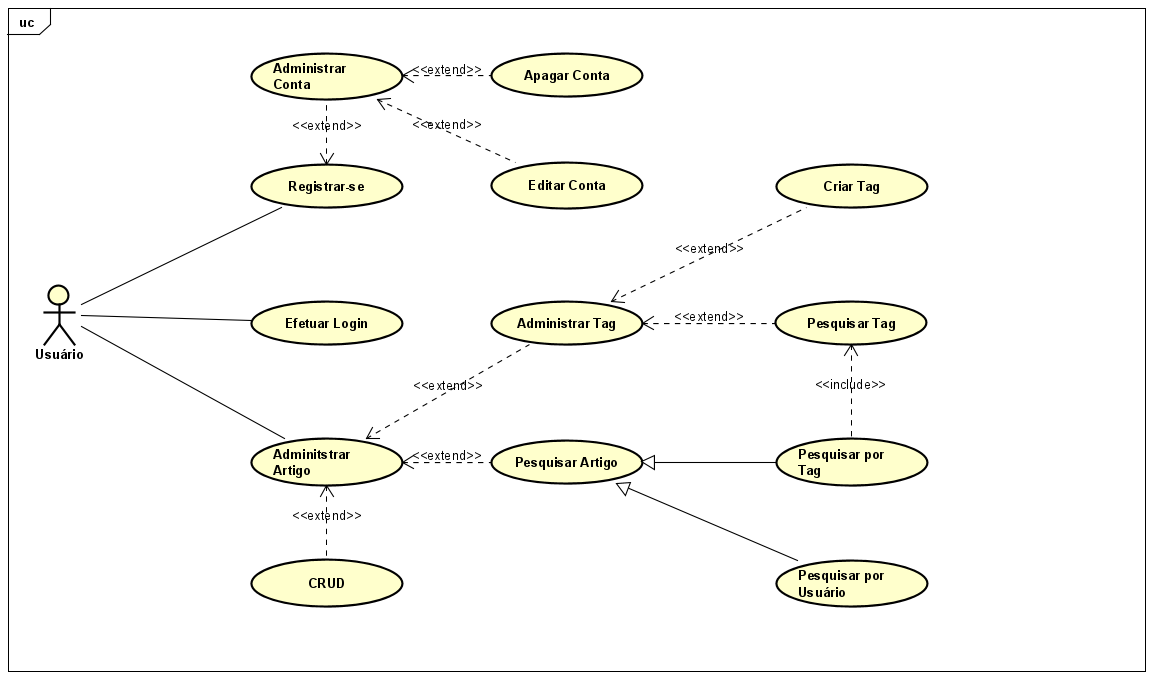 uc
Administrar
Conta
<<extend>>
Apagar Conta
<<extend>>
<<extend>>
Registrar-se
Editar Conta
Criar Tag
<<extend>>
Usuário
Efetuar Login
Administrar Tag
<<extend>>
Pesquisar Tag
<<extend>>
<<include>>
Adminitstrar
Artigo
<<extend>>
Pesquisar Artigo
Pesquisar por
Tag
<<extend>>
CRUD
Pesquisar por
Usuário